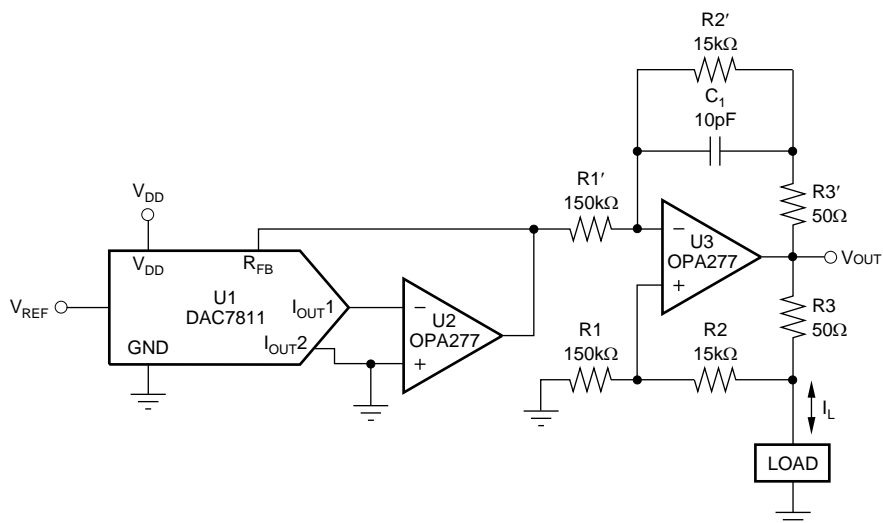 R2′
15kΩ
C1
10pF
R1′
150kΩ
R3′
50Ω
VDD
VDD
RFB
U1
DAC7811
VREF
IOUT1
IOUT2
GND
−
U2
OPA277
+
−
U3
OPA277
+
VOUT
R1
150kΩ
R2
15kΩ
R3
50Ω
IL
LOAD